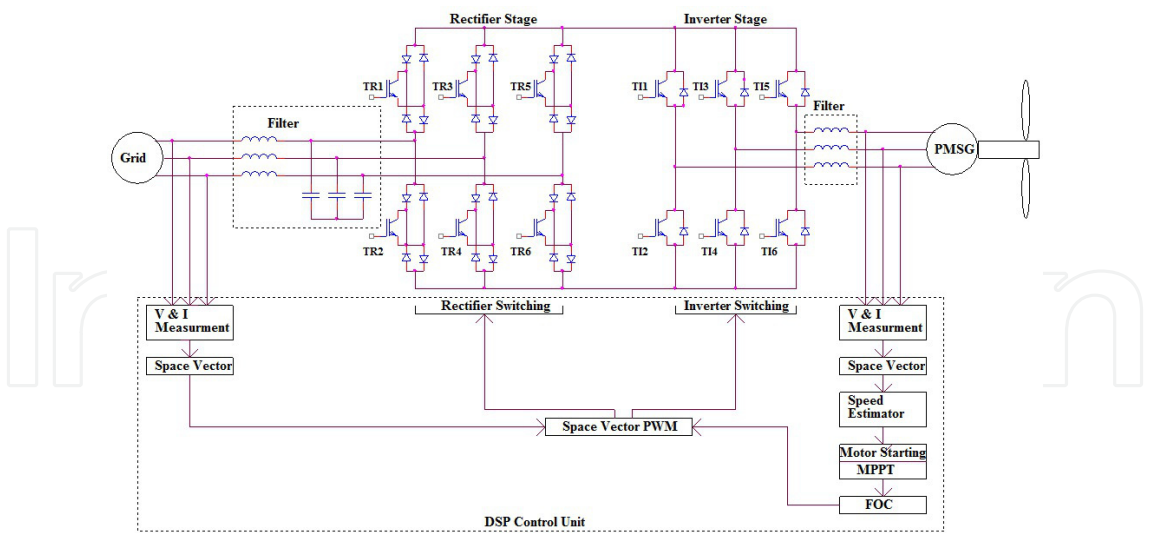 Rectifier Stage
Inverter Stage
TR1
TR3
TR5
TI1
TI3
TI5
Filter
Filter
Grid
PMSG
TR2
TR4
TR6
TI2
TI4
TI6
V & I
Measurment
Rectifier Switching
Inverter Switching
V & I
Measurment
Space Vector
Space Vector
Speed
Estimator
Space Vector PWM
Motor Starting
MPPT
FOC
DSP Control Unit